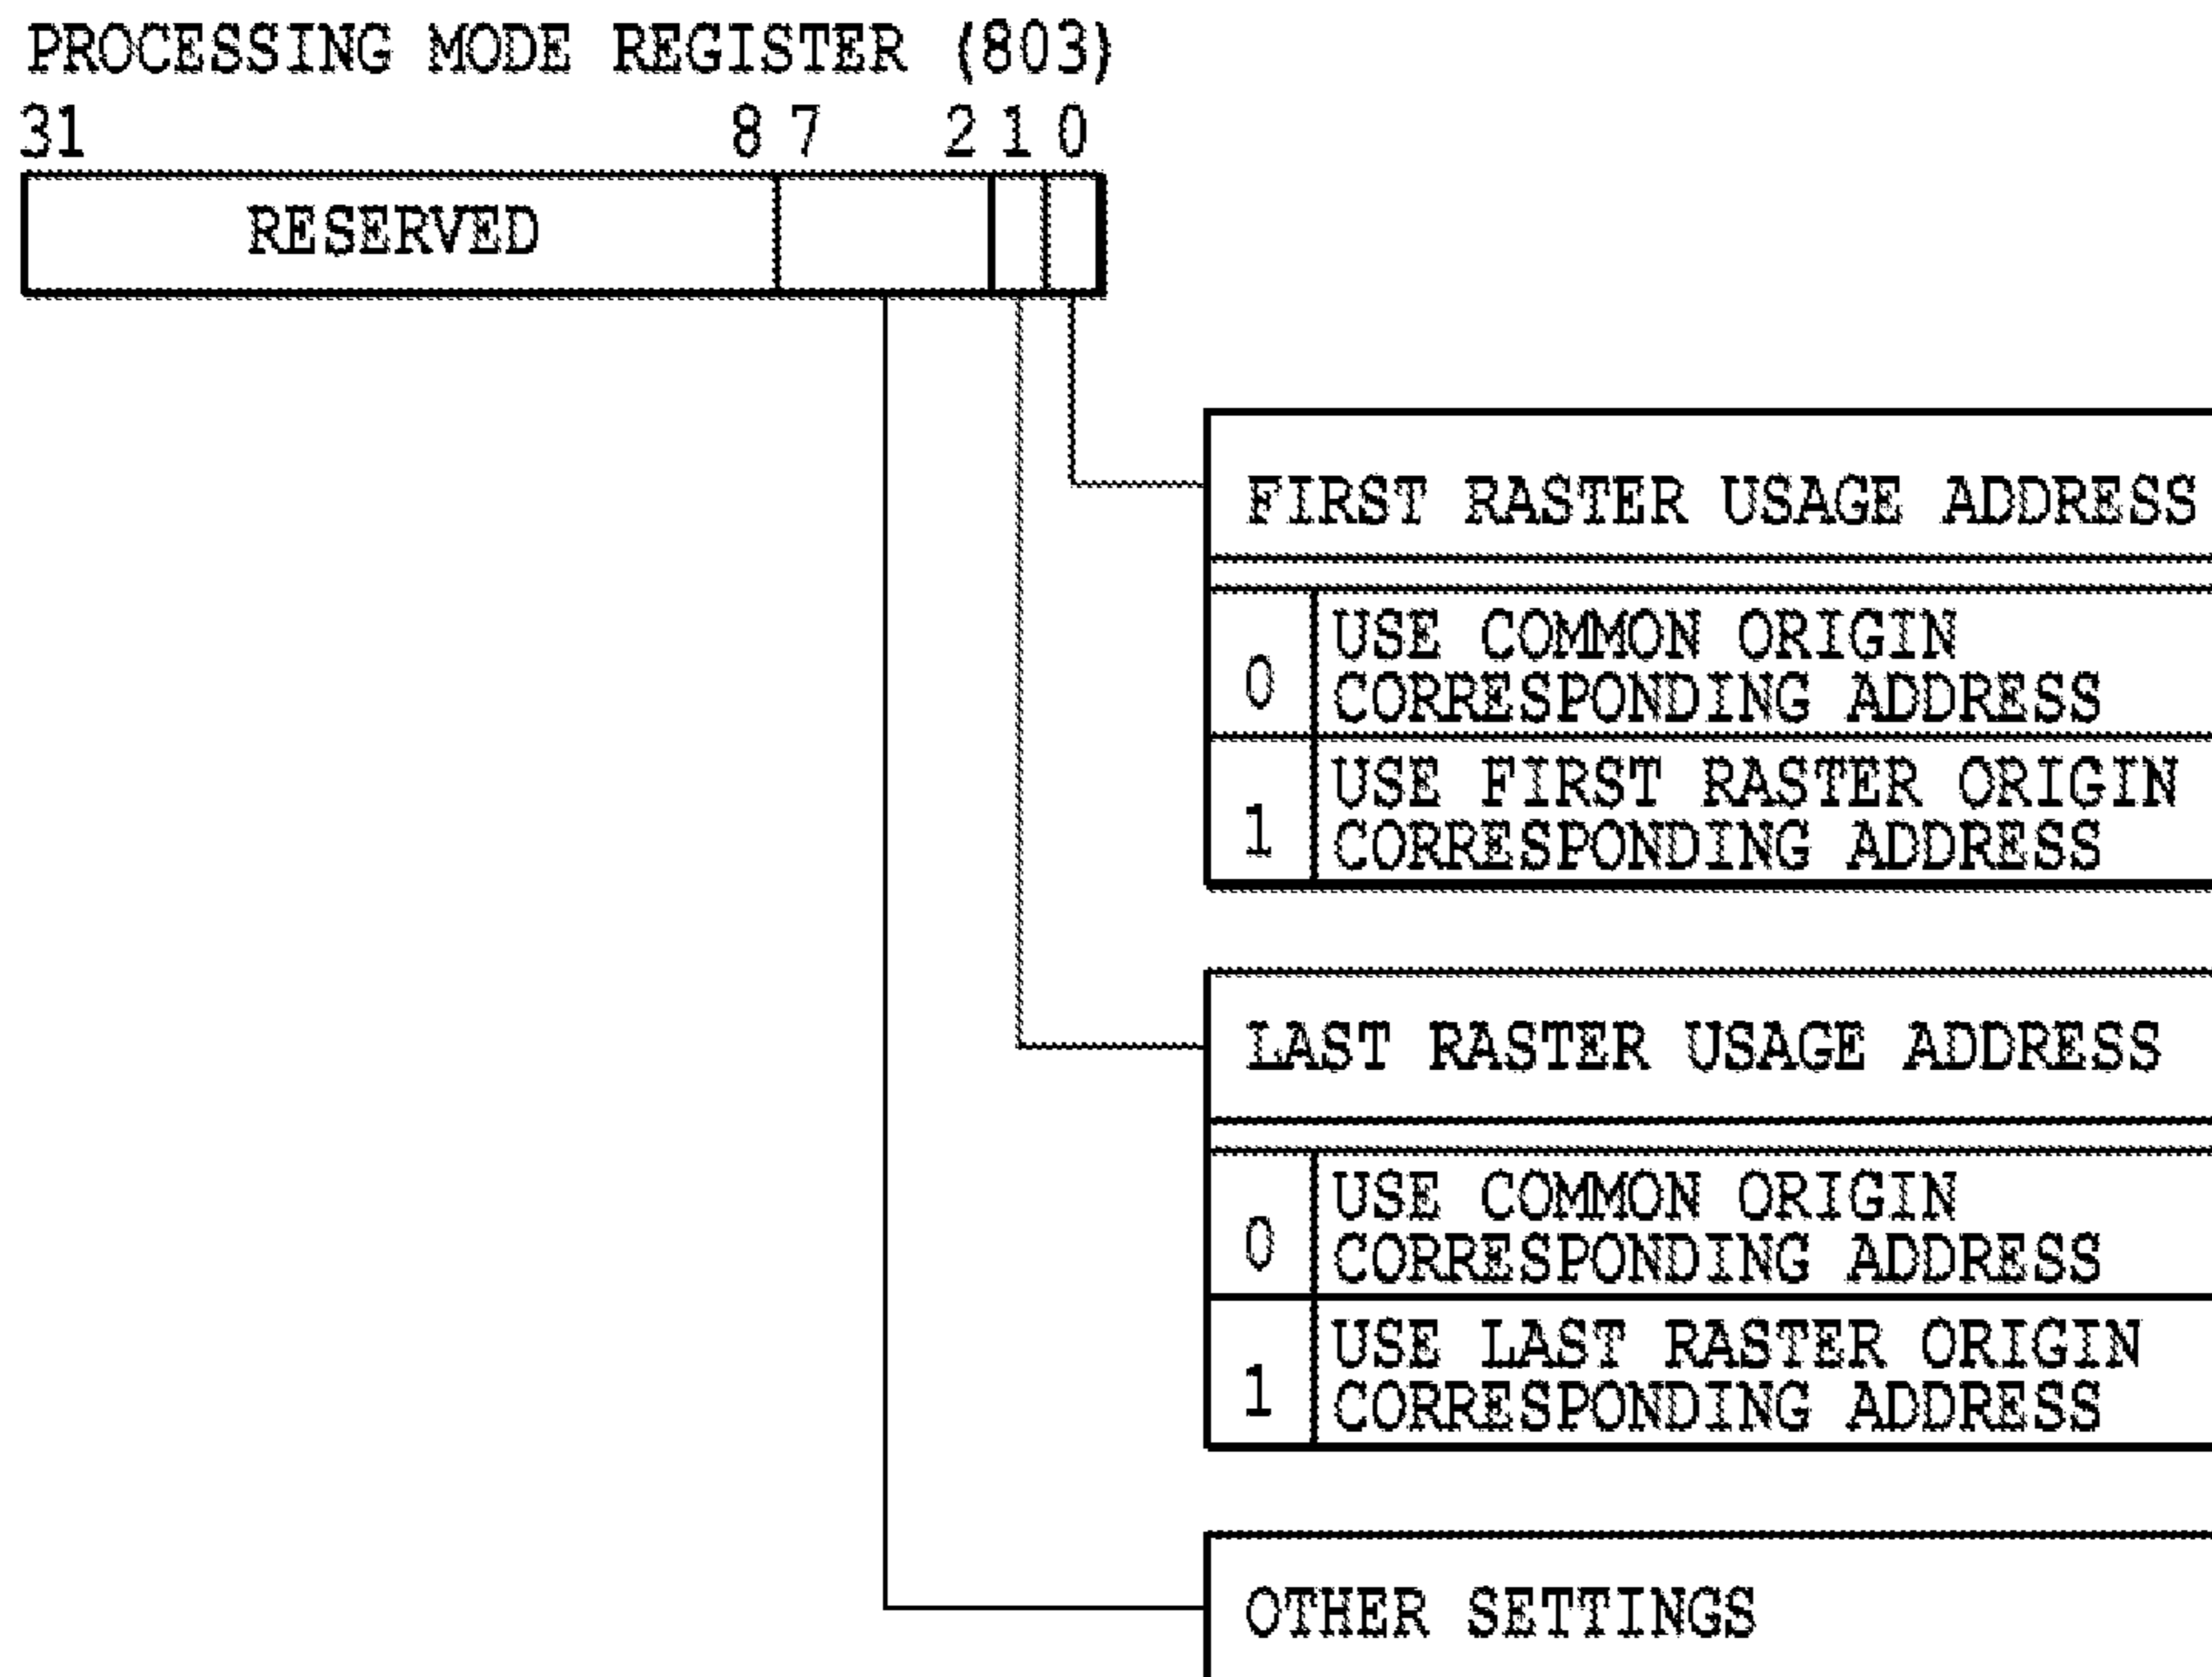 PROCESSING MODE REGISTER (803)
31 8 7 2 1 0
RESERVED
FIRST RASTER USAGE ADDRESS
0 USE COMMON ORIGIN
CORRESPONDING ADDRESS
1 USE FIRST RASTER ORIGIN
CORRESPONDING ADDRESS
LAST RASTER USAGE ADDRESS
0 USE COMMON ORIGIN
CORRESPONDING ADDRESS
1 USE LAST RASTER ORIGIN
CORRESPONDING ADDRESS
OTHER SETTINGS